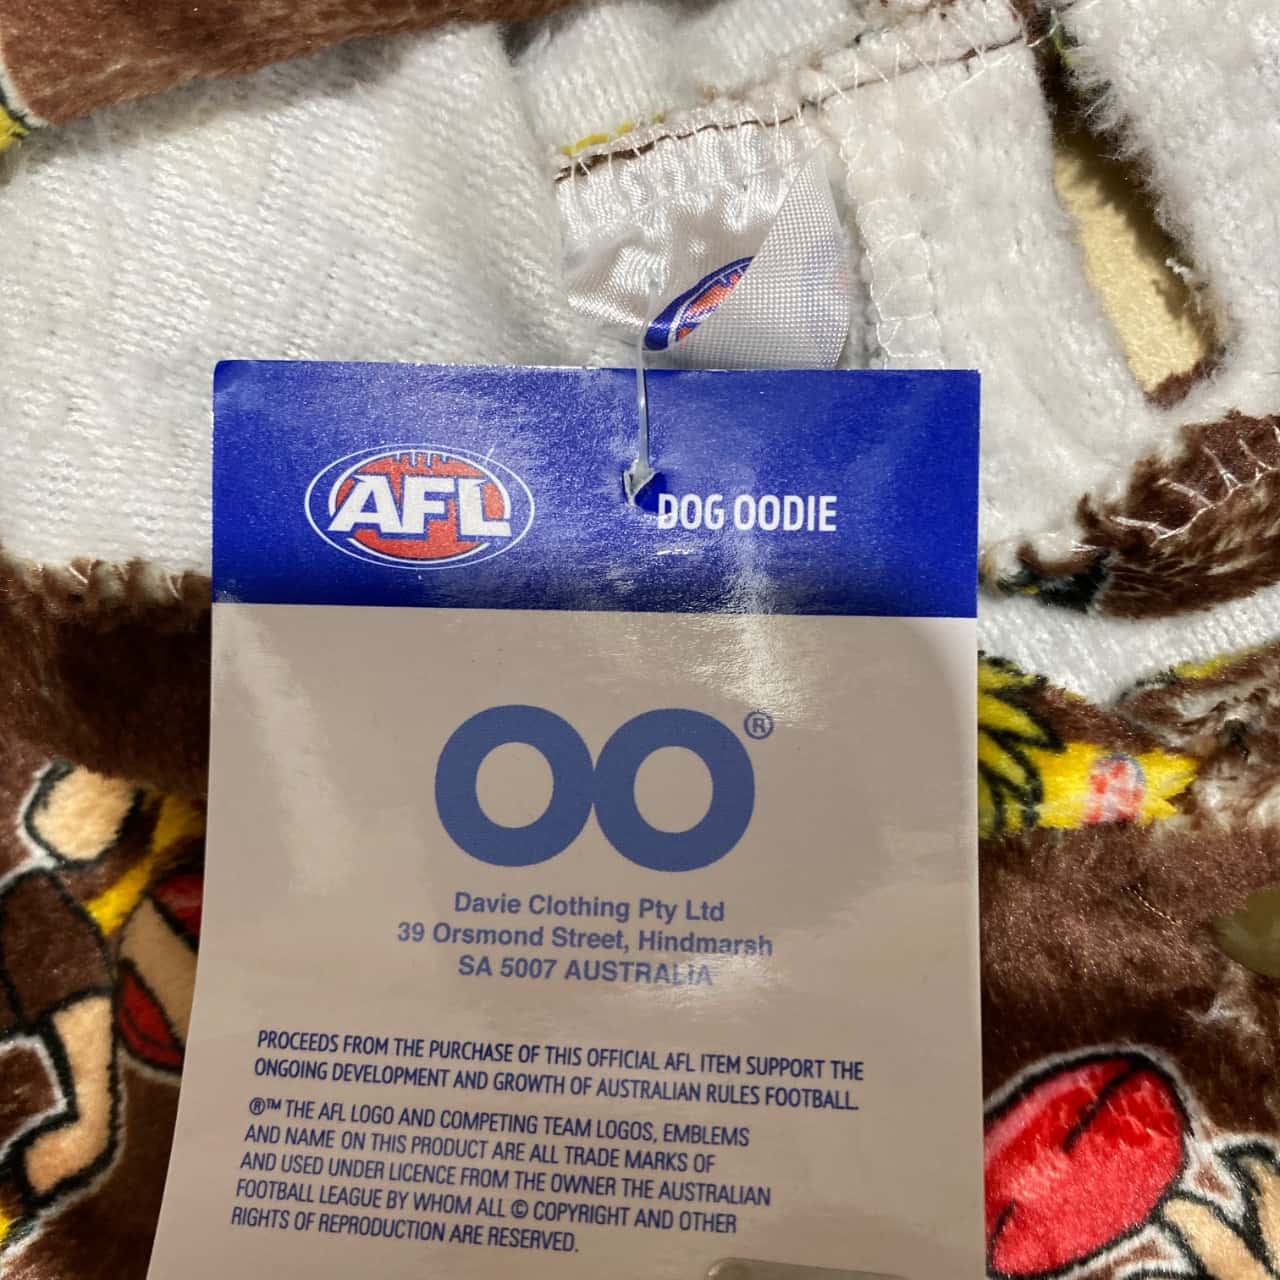 AFL
DOG OODIE
OO®
Davie Clothing Pty Ltd
39 Orsmond Street, Hindmarsh
SA 5007 AUSTRALIA
PROCEEDS FROM THE PURCHASE OF THIS OFFICIAL AFL ITEM SUPPORT THE
ONGOING DEVELOPMENT AND GROWTH OF AUSTRALIAN RULES FOOTBALL.
®™ THE AFL LOGO AND COMPETING TEAM LOGOS, EMBLEMS
AND NAME ON THIS PRODUCT ARE ALL TRADE MARKS OF
AND USED UNDER LICENCE FROM THE OWNER THE AUSTRALIAN
FOOTBALL LEAGUE BY WHOM ALL © COPYRIGHT AND OTHER
RIGHTS OF REPRODUCTION ARE RESERVED.